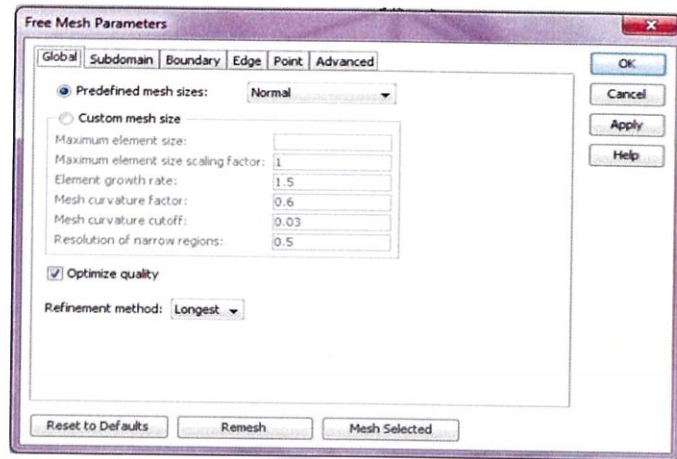 Free Mesh Parameters
Global Subdomain Boundary Edge Point Advanced
Predefined mesh sizes: Normal
Custom mesh size
Maximum element size:
Maximum element size scaling factor: 1
Element growth rate: 1.5
Mesh curvature factor: 0.6
Mesh curvature cutoff: 0.03
Resolution of narrow regions: 0.5
Optimize quality
Refinement method: Longest
Reset to Defaults Remesh Mesh Selected
OK
Cancel
Apply
Help